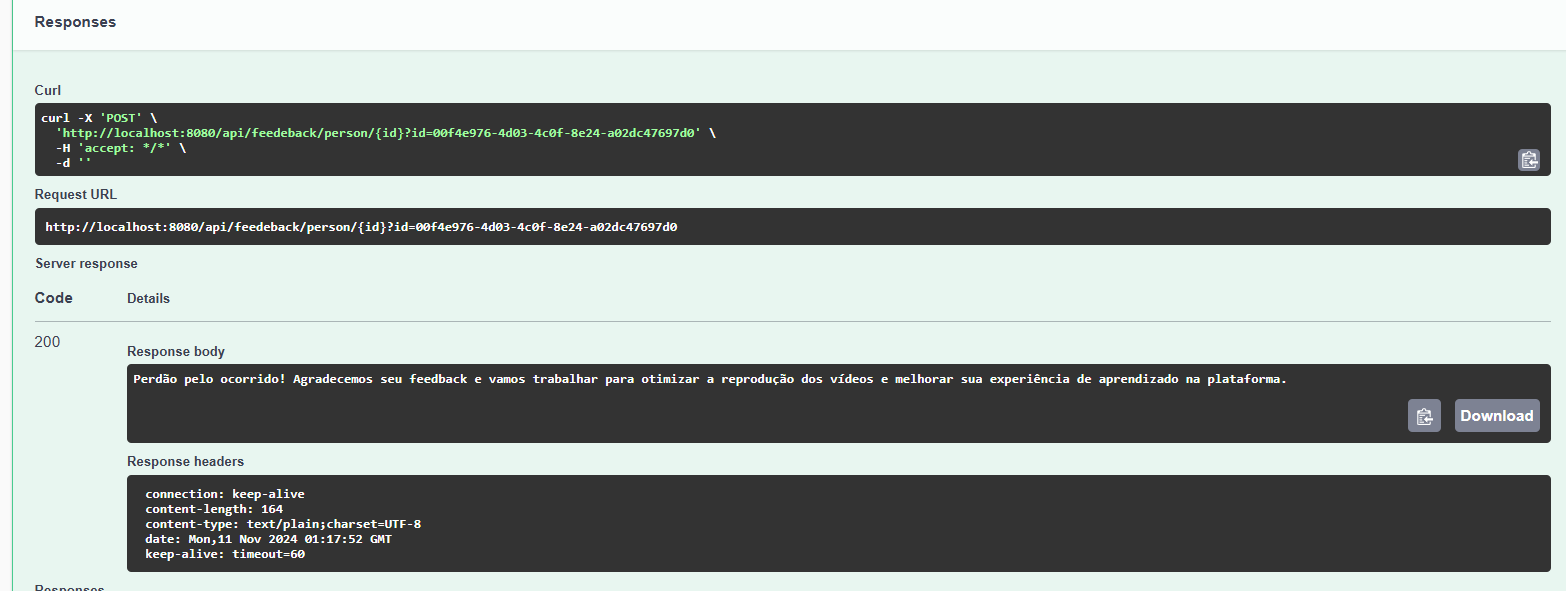 Responses
Curl
curl -X 'POST' \
'http://localhost:8080/api/feedeback/person/{id}?id=00f4e976-4d03-4c0f-8e24-a02dc47697d0' \
-H 'accept: */*' \
-d ''
Request URL
http://localhost:8080/api/feedeback/person/{id}?id=00f4e976-4d03-4c0f-8e24-a02dc47697d0
Server response
Code Details
200
Response body
Perdão pelo ocorrido! Agradecemos seu feedback e vamos trabalhar para otimizar a reprodução dos vídeos e melhorar sua experiência de aprendizado na plataforma.
Download
Response headers
connection: keep-alive
content-length: 164
content-type: text/plain;charset=UTF-8
date: Mon,11 Nov 2024 01:17:52 GMT
keep-alive: timeout=60
Responses